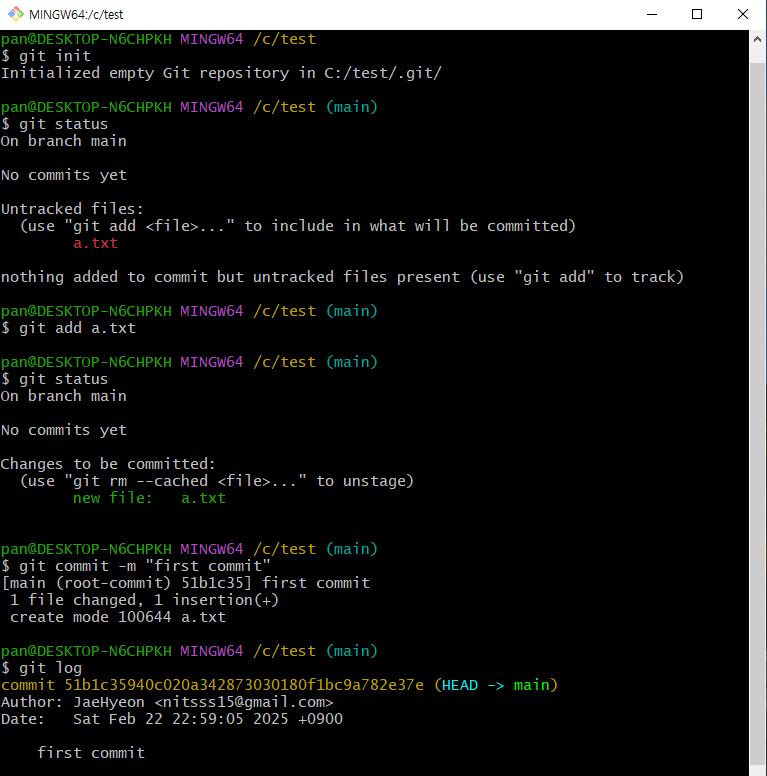 MINGW64:/c/test
pan@DESKTOP-N6CHPKH MINGW64 /c/test
$ git init
Initialized empty Git repository in C:/test/.git/
pan@DESKTOP-N6CHPKH MINGW64 /c/test (main)
$ git status
On branch main
No commits yet
Untracked files:
  (use "git add <file>..." to include in what will be committed)
        a.txt
nothing added to commit but untracked files present (use "git add" to track)
pan@DESKTOP-N6CHPKH MINGW64 /c/test (main)
$ git add a.txt
pan@DESKTOP-N6CHPKH MINGW64 /c/test (main)
$ git status
On branch main
No commits yet
Changes to be committed:
  (use "git rm --cached <file>..." to unstage)
        new file:   a.txt
pan@DESKTOP-N6CHPKH MINGW64 /c/test (main)
$ git commit -m "first commit"
[main (root-commit) 51b1c35] first commit
 1 file changed, 1 insertion(+)
 create mode 100644 a.txt
pan@DESKTOP-N6CHPKH MINGW64 /c/test (main)
$ git log
commit 51b1c35940c020a342873030180f1bc9a782e37e (HEAD -> main)
Author: JaeHyeon <nitsss15@gmail.com>
Date:   Sat Feb 22 22:59:05 2025 +0900
    first commit